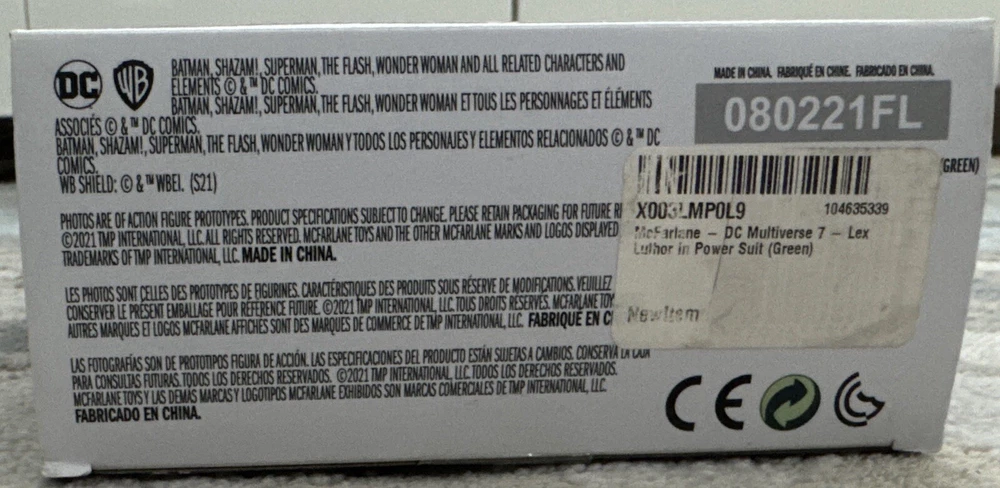 DC
WB
BATMAN, SHAZAM!, SUPERMAN, THE FLASH, WONDER WOMAN AND ALL RELATED CHARACTERS AND
ELEMENTS © & ™ DC COMICS.
BATMAN, SHAZAM!, SUPERMAN, THE FLASH, WONDER WOMAN ET TOUS LES PERSONNAGES ET ÉLÉMENTS
ASSOCIÉS © & ™ DC COMICS.
BATMAN, SHAZAM!, SUPERMAN, THE FLASH, WONDER WOMAN Y TODOS LOS PERSONAJES Y ELEMENTOS RELACIONADOS © & ™ DC
COMICS.
WB SHIELD: © & ™ WBEI. (S21)
PHOTOS ARE OF ACTION FIGURE PROTOTYPES. PRODUCT SPECIFICATIONS SUBJECT TO CHANGE. PLEASE RETAIN PACKAGING FOR FUTURE
©2021 TMP INTERNATIONAL, LLC. ALL RIGHTS RESERVED. MCFARLANE TOYS AND THE OTHER MCFARLANE MARKS AND LOGOS DISPLAYED
TRADEMARKS OF TMP INTERNATIONAL, LLC. MADE IN CHINA.
LES PHOTOS SONT CELLES DES PROTOTYPES DE FIGURINES. CARACTÉRISTIQUES DES PRODUITS SOUS RÉSERVE DE MODIFICATIONS. VEUILLEZ
CONSERVER LE PRÉSENT EMBALLAGE POUR RÉFÉRENCE FUTURE. ©2021 TMP INTERNATIONAL, LLC. TOUS DROITS RÉSERVÉS. MCFARLANE TOY
AUTRES MARQUES ET LOGOS MCFARLANE AFFICHÉS SONT DES MARQUES DE COMMERCE DE TMP INTERNATIONAL, LLC. FABRIQUÉ EN
LAS FOTOGRAFÍAS SON DE PROTOTIPOS FIGURA DE ACCIÓN. LAS ESPECIFICACIONES DEL PRODUCTO ESTÁN SUJETAS A CAMBIOS. CONSERVA LA CAJA
PARA CONSULTAS FUTURAS. TODOS LOS DERECHOS RESERVADOS. ©2021 TMP INTERNATIONAL, LLC. TODOS LOS DERECHOS RESERVADOS.
MCFARLANE TOYS Y LAS DEMAS MARCAS Y LOGOTIPOS MCFARLANE EXHIBIDOS SON MARCAS COMERCIALES DE TMP INTERNATIONAL, LLC.
FABRICADO EN CHINA.
MADE IN CHINA. FABRIQUÉ EN CHINE. FABRICADO EN CHINA.
080221FL
(GREEN)
X003LMP0L9 104635339
McFarlane - DC Multiverse 7 - Lex
Luthor in Power Suit (Green)
NewItem
CE